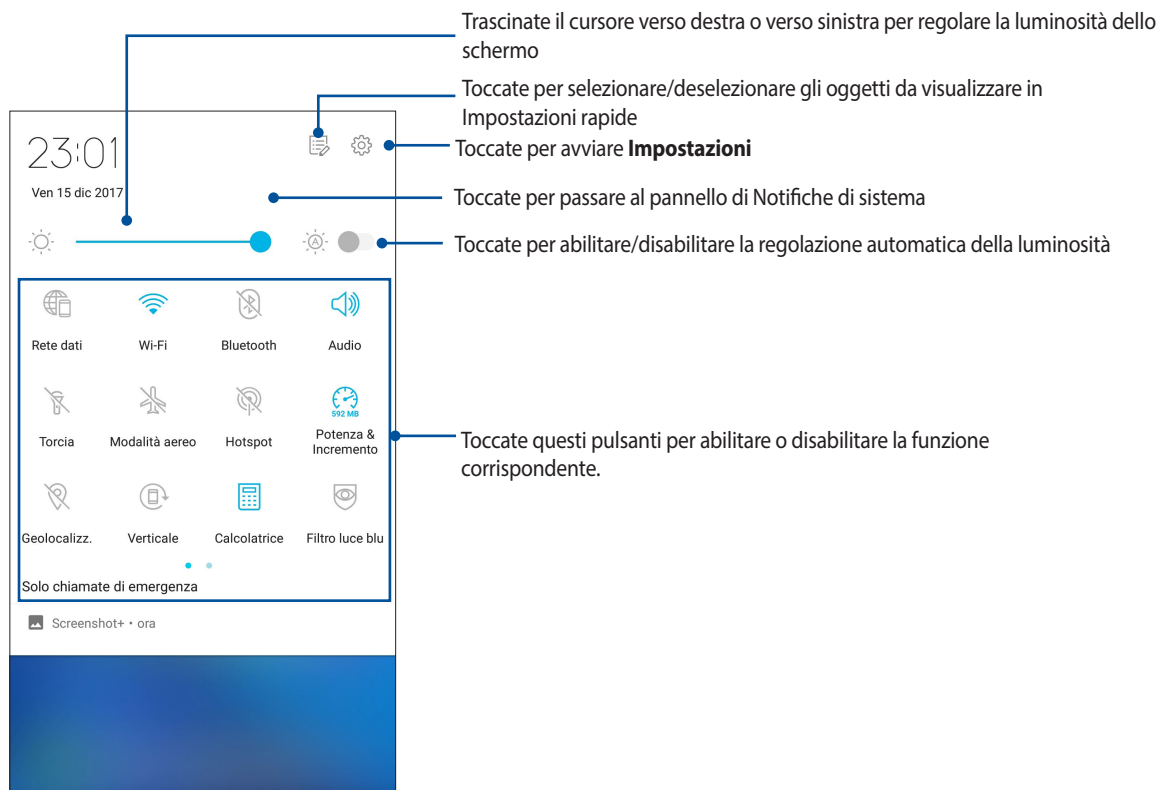 Trascinate il cursore verso destra o verso sinistra per regolare la luminosità dello
schermo
Toccate per selezionare/deselezionare gli oggetti da visualizzare in
Impostazioni rapide
Toccate per avviare Impostazioni
Toccate per passare al pannello di Notifiche di sistema
Toccate per abilitare/disabilitare la regolazione automatica della luminosità
23:01
Ven 15 dic 2017
A
Rete dati
Wi-Fi
Bluetooth
Audio
592 MB
Torcia
Modalità aereo
Hotspot
Potenza &
Incremento
Toccate questi pulsanti per abilitare o disabilitare la funzione
corrispondente.
Geolocalizz.
Verticale
Calcolatrice
Filtro luce blu
Solo chiamate di emergenza
Screenshot+ • ora